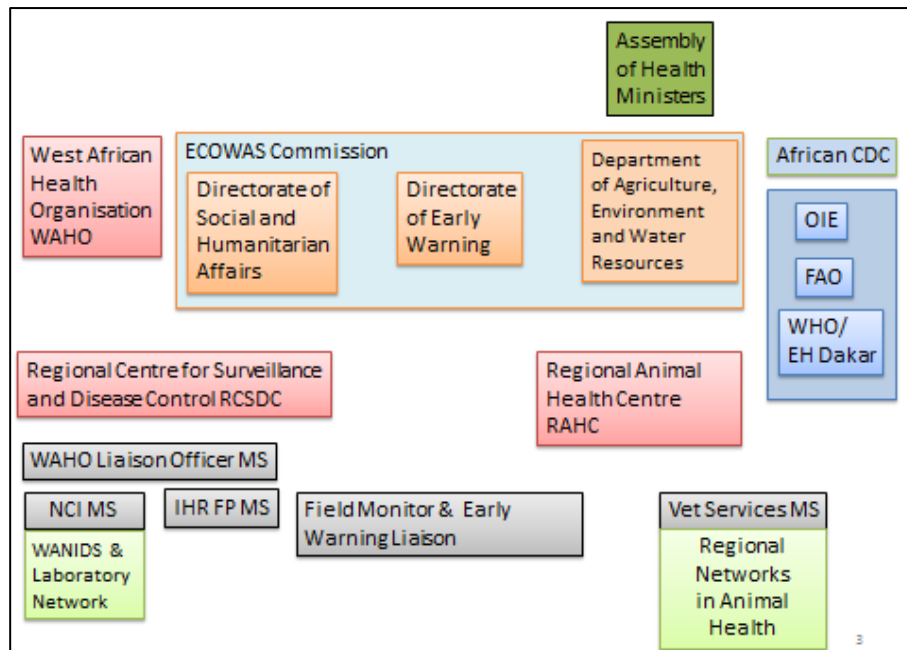 Assembly
of Health
Ministers
West African
Health
Organisation
WAHO
ECOWAS Commission
Directorate of
Social and
Humanitarian
Affairs
Directorate
of Early
Warning
Department
of Agriculture,
Environment
and Water
Resources
African CDC
OIE
FAO
WHO/
EH Dakar
Regional Centre for Surveillance
and Disease Control RCSDC
Regional Animal
Health Centre
RAHC
WAHO Liaison Officer MS
NCI MS
IHR FP MS
Field Monitor & Early
Warning Liaison
Vet Services MS
WANIDS &
Laboratory
Network
Regional
Networks
in Animal
Health
3